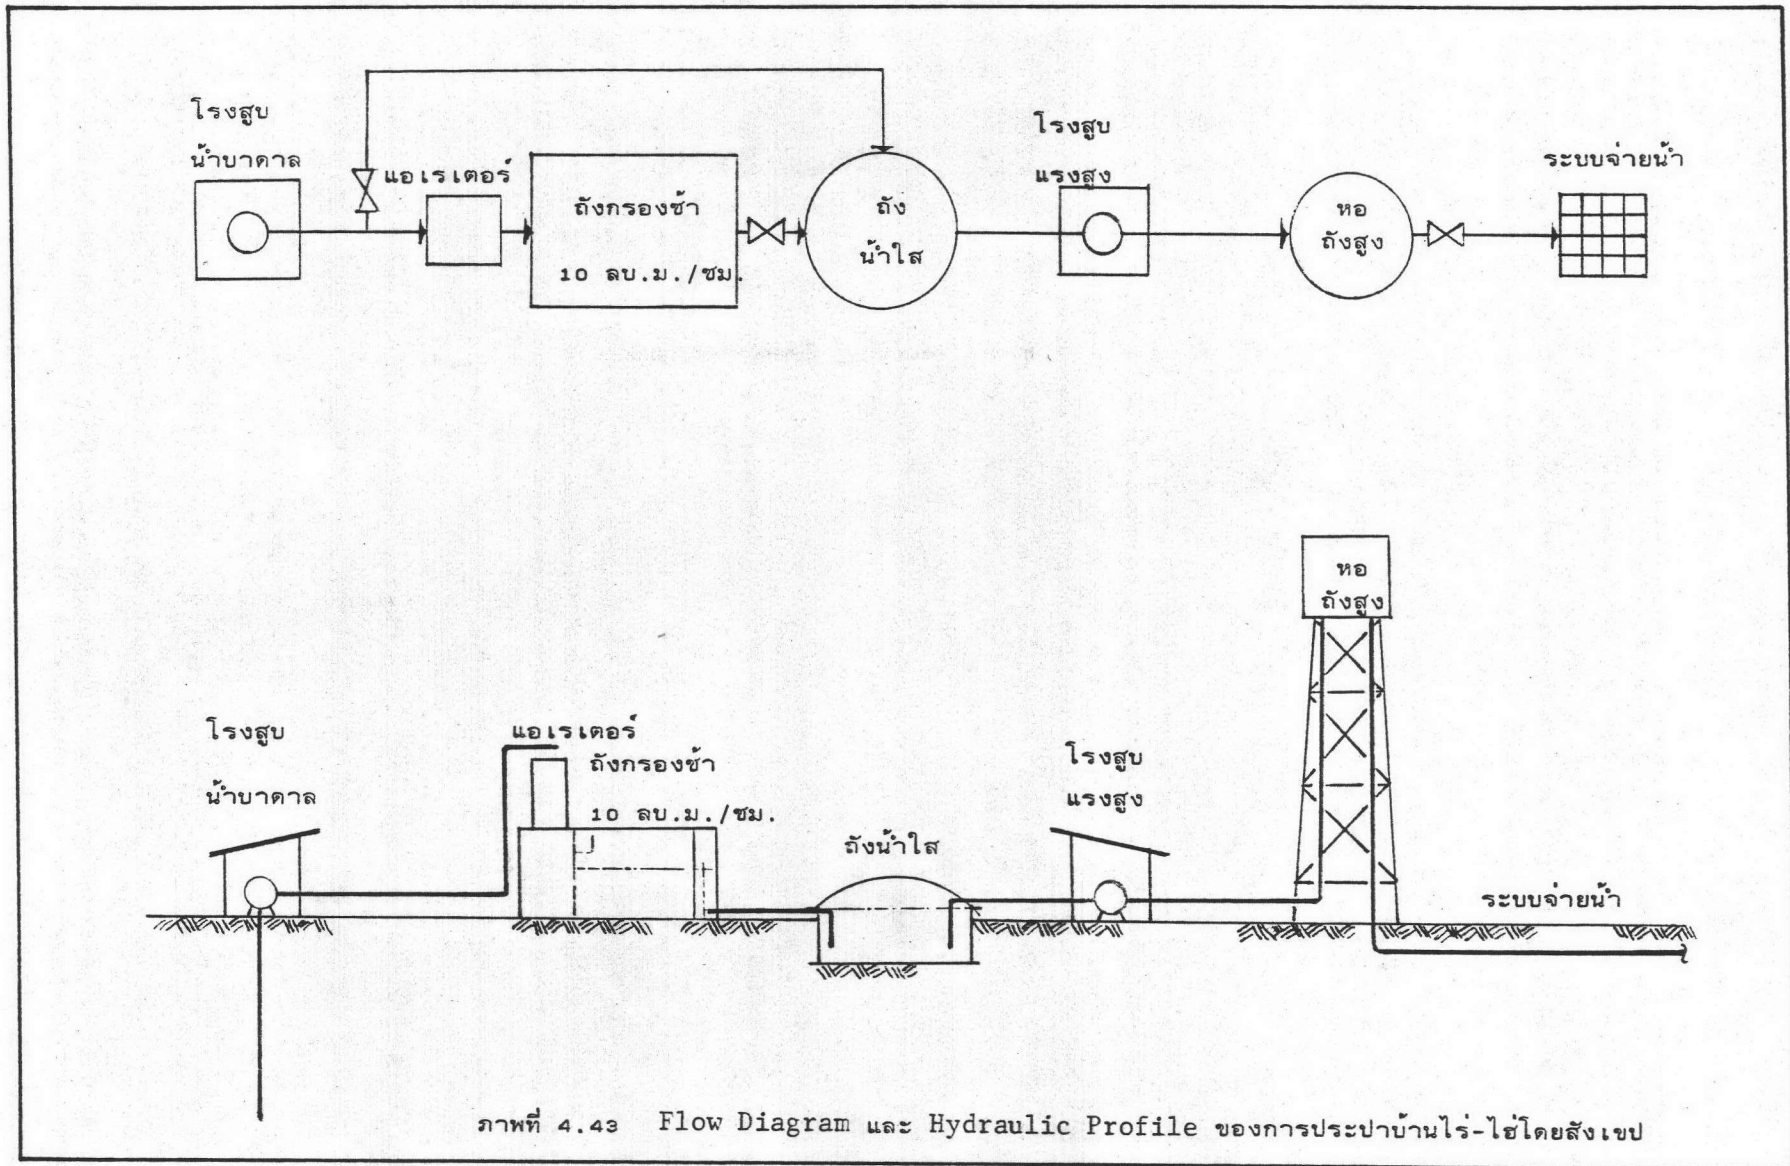 โรงสูบ
น้ำบาดาล
แอเรเตอร์
ถังกรองช้า
10 ลบ.ม./ชม.
ถัง
น้ำใส
โรงสูบ
แรงสูง
หอ
ถังสูง
ระบบจ่ายน้ำ
หอ
ถังสูง
โรงสูบ
น้ำบาดาล
แอเรเตอร์
ถังกรองช้า
10 ลบ.ม./ชม.
ถังน้ำใส
โรงสูบ
แรงสูง
ระบบจ่ายน้ำ
ภาพที่ 4.43 Flow Diagram และ Hydraulic Profile ของการประปาบ้านไร่-ไฮ่โดยสังเขป